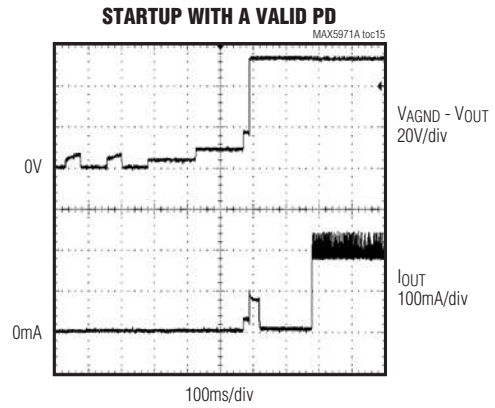 STARTUP WITH A VALID PD
MAX5971A toc15
VAGND - VOUT
20V/div
0V
IOUT
100mA/div
0mA
100ms/div